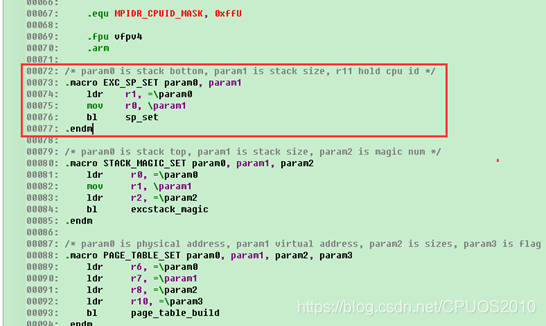 00066:
00067: .equ MPIDR_CPUID_MASK, 0xffU
00068:
00069: .fpu vfpv4
00070: .arm
00071:
00072: /* param0 is stack bottom, param1 is stack size, r11 hold cpu id */
00073: .macro EXC_SP_SET param0, param1
00074: ldr r1, =\param0
00075: mov r0, \param1
00076: bl sp_set
00077: .endm
00078:
00079: /* param0 is stack top, param1 is stack size, param2 is magic num */
00080: .macro STACK_MAGIC_SET param0, param1, param2
00081: ldr r0, =\param0
00082: mov r1, \param1
00083: ldr r2, =\param2
00084: bl excstack_magic
00085: .endm
00086:
00087: /* param0 is physical address, param1 virtual address, param2 is sizes, param3 is flag
00088: .macro PAGE_TABLE_SET param0, param1, param2, param3
00089: ldr r6, =\param0
00090: ldr r7, =\param1
00091: ldr r8, =\param2
00092: ldr r10, =\param3
00093: bl page_table_build
00094: .endm
https://blog.csdn.net/CPUOS2010